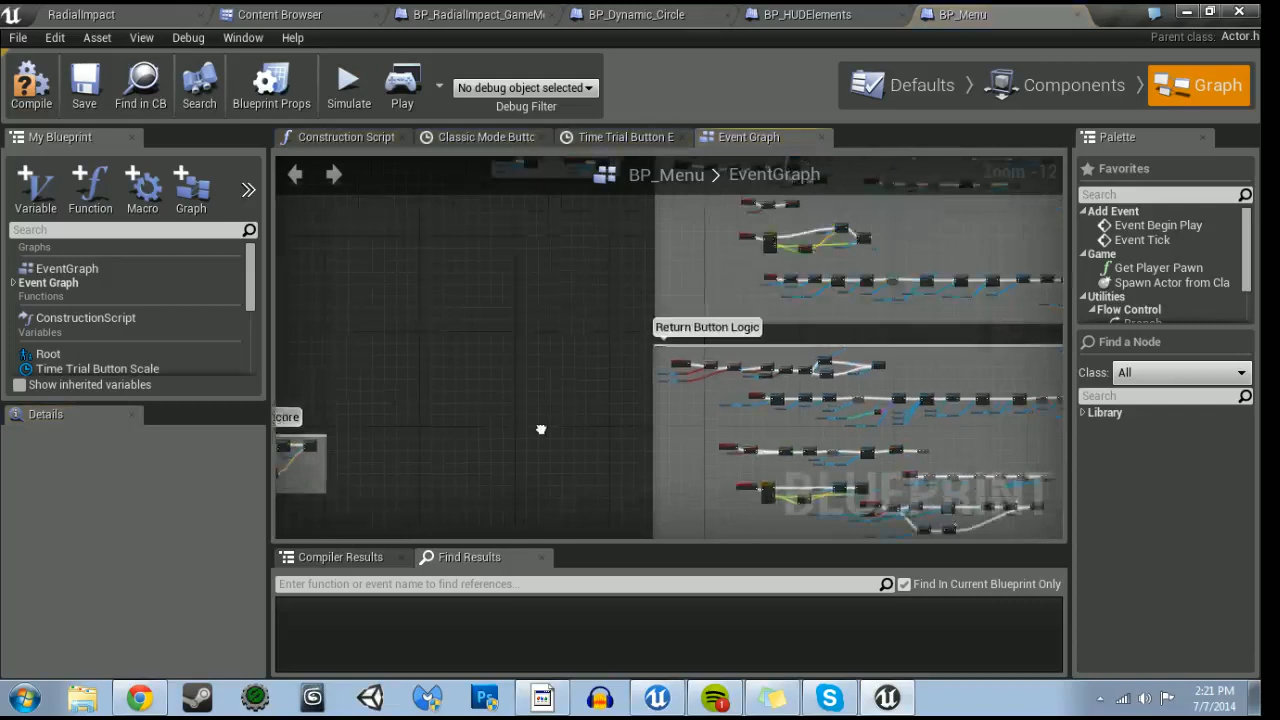 RadialImpact
Content Browser
BP_RadialImpact_GameM
BP_Dynamic_Circle
BP_HUDElements
BP_Menu
File Edit Asset View Debug Window Help
Parent class: Actor.h
Compile
Save
Find in CB
Search
Blueprint Props
Simulate
Play
No debug object selected
Debug Filter
Defaults
Components
Graph
My Blueprint
Construction Script
Classic Mode Butto
Time Trial Button E
Event Graph
Palette
Variable
Function
Macro
Graph
Search
Graphs
EventGraph
Event Graph
Functions
ConstructionScript
Variables
Root
Time Trial Button Scale
Show inherited variables
Details
BP_Menu > EventGraph
Zoom -12
Return Button Logic
core
BLUEPRINT
Favorites
Search
Add Event
Event Begin Play
Event Tick
Game
Get Player Pawn
Spawn Actor from Cla
Utilities
Flow Control
Find a Node
Class: All
Search
Library
Compiler Results
Find Results
Enter function or event name to find references...
Find In Current Blueprint Only
2:21 PM
7/7/2014